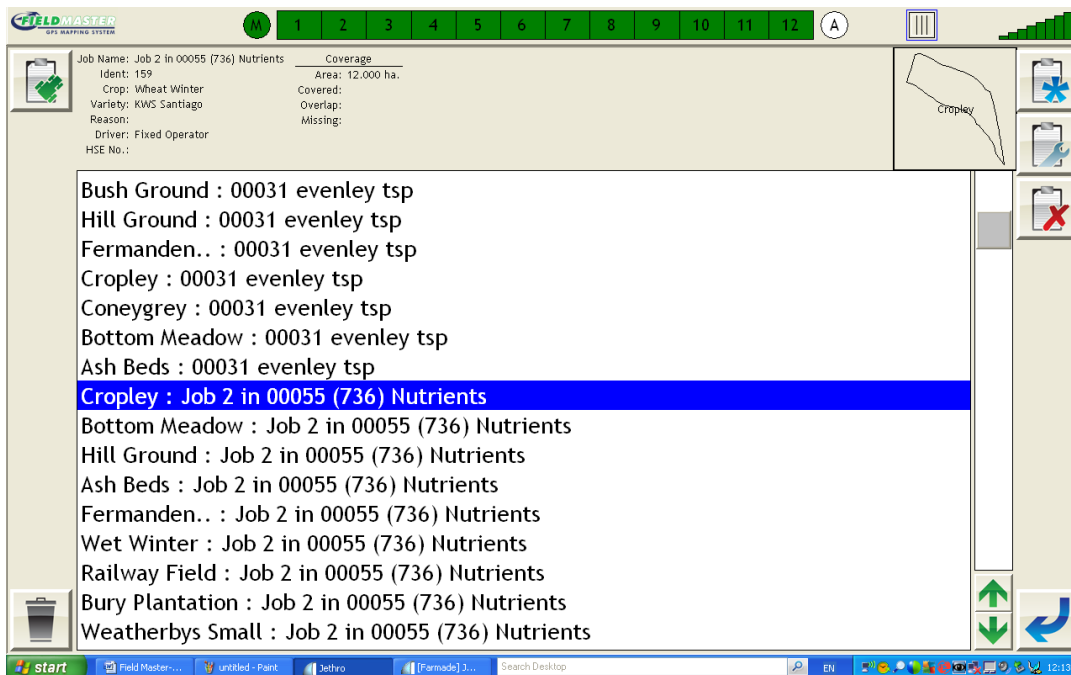 FIELDMASTER
GPS MAPPING SYSTEM
M 1 2 3 4 5 6 7 8 9 10 11 12 A
Job Name: Job 2 in 00055 (736) Nutrients
Ident: 159
Crop: Wheat Winter
Variety: KWS Santiago
Reason:
Driver: Fixed Operator
HSE No.:
Coverage
Area: 12.000 ha.
Covered:
Overlap:
Missing:
Cropley
Bush Ground : 00031 evenley tsp
Hill Ground : 00031 evenley tsp
Fermanden.. : 00031 evenley tsp
Cropley : 00031 evenley tsp
Coneygrey : 00031 evenley tsp
Bottom Meadow : 00031 evenley tsp
Ash Beds : 00031 evenley tsp
Cropley : Job 2 in 00055 (736) Nutrients
Bottom Meadow : Job 2 in 00055 (736) Nutrients
Hill Ground : Job 2 in 00055 (736) Nutrients
Ash Beds : Job 2 in 00055 (736) Nutrients
Fermanden.. : Job 2 in 00055 (736) Nutrients
Wet Winter : Job 2 in 00055 (736) Nutrients
Railway Field : Job 2 in 00055 (736) Nutrients
Bury Plantation : Job 2 in 00055 (736) Nutrients
Weatherbys Small : Job 2 in 00055 (736) Nutrients
start Field Master-... untitled - Paint Jethro [Farmade] J... Search Desktop EN 12:13